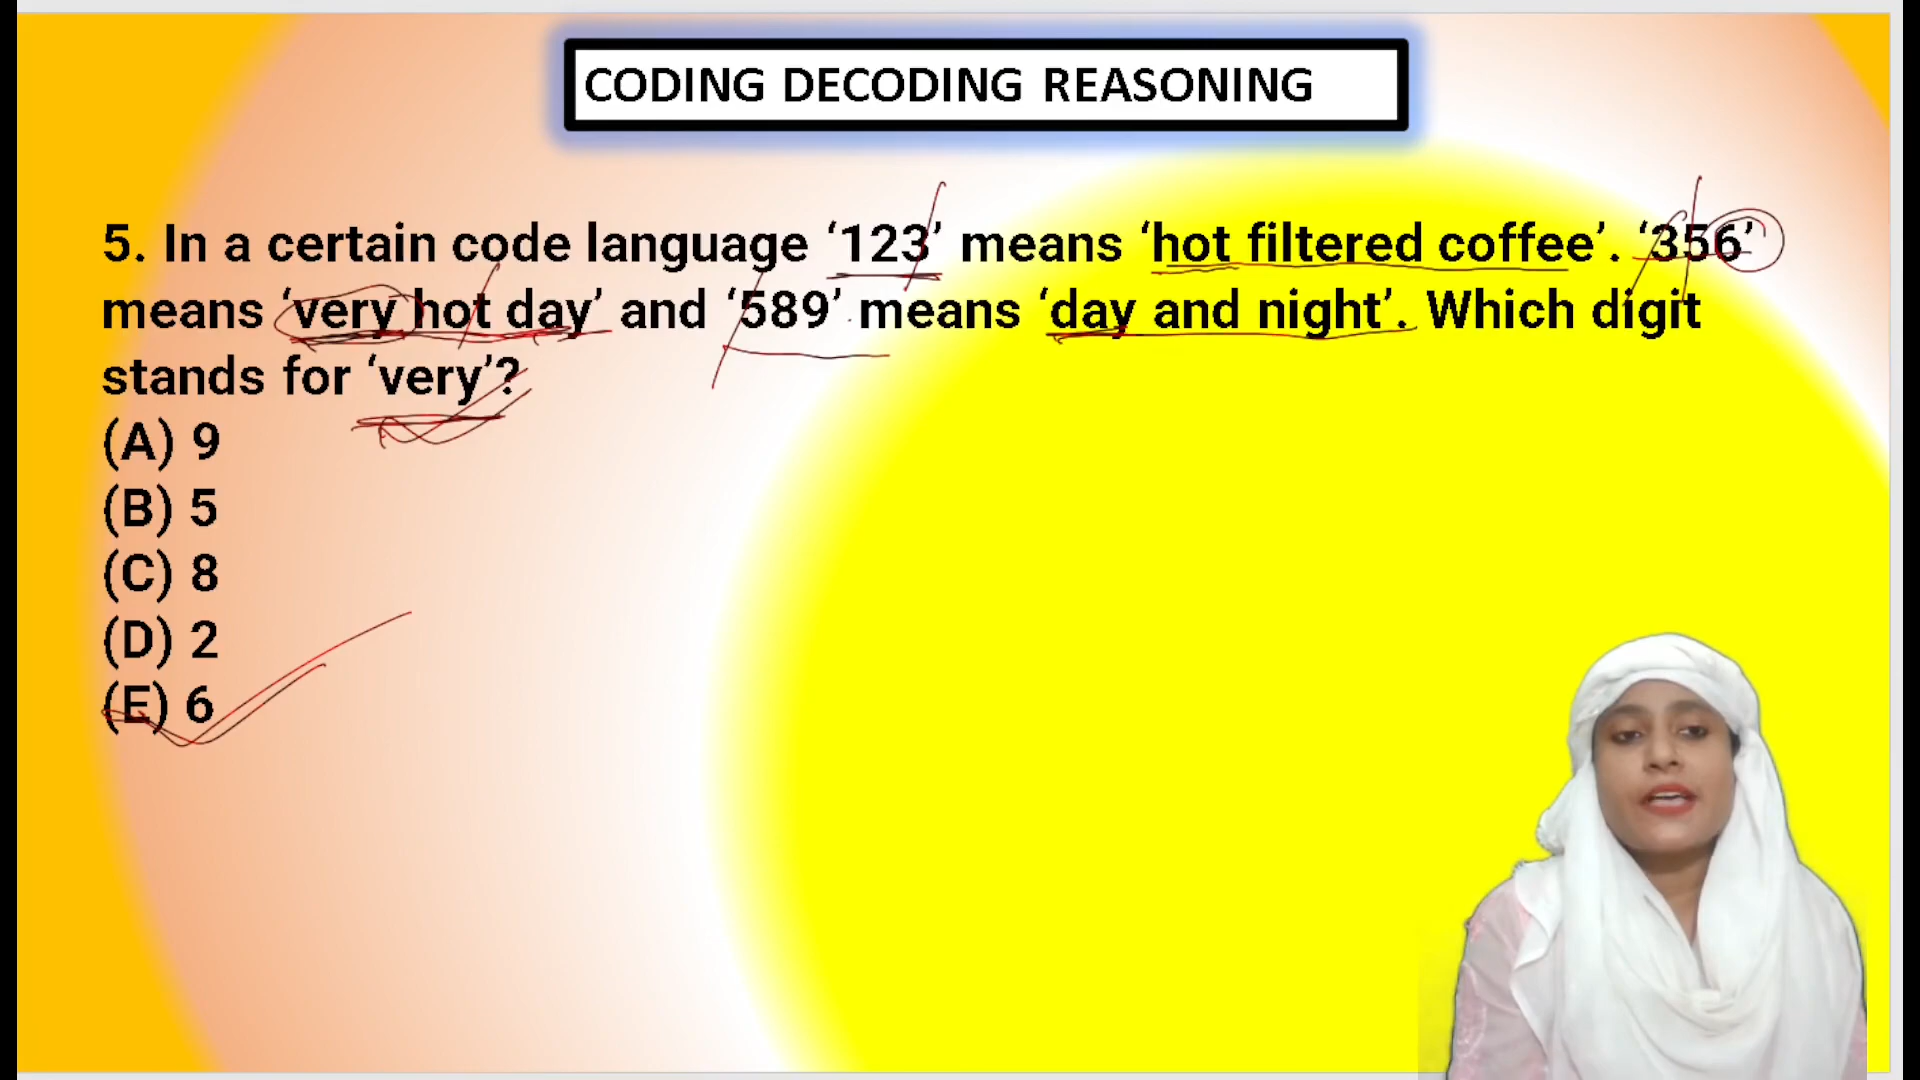 CODING DECODING REASONING
5. In a certain code language ‘123’ means ‘hot filtered coffee’. ‘356’
means ‘very hot day’ and ‘589’ means ‘day and night’. Which digit
stands for ‘very’?
(A) 9
(B) 5
(C) 8
(D) 2
(E) 6